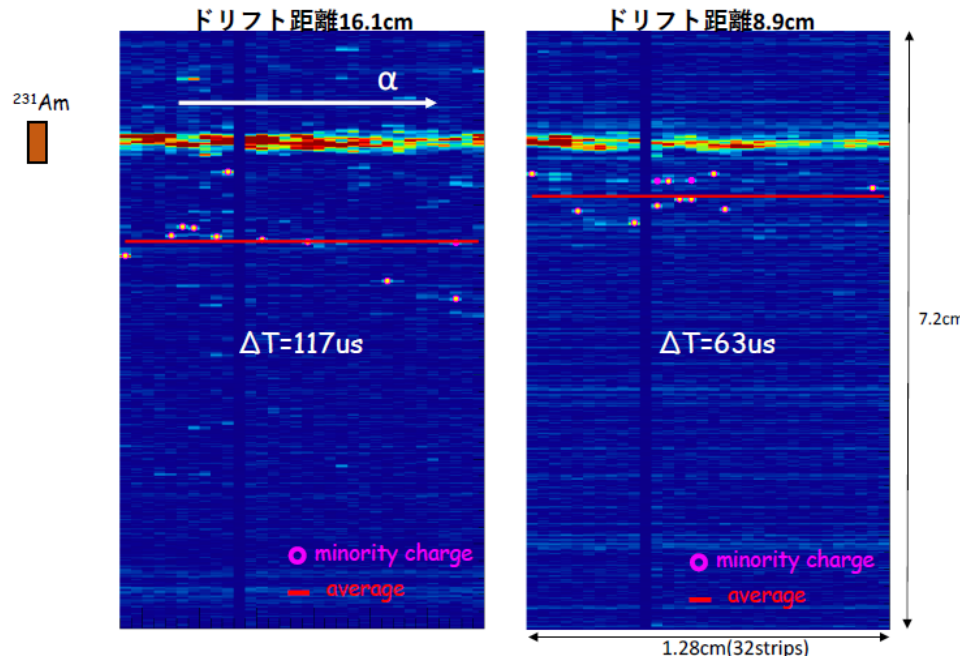 ドリフト距離16.1cm
ドリフト距離8.9cm
α
²³¹Am
7.2cm
ΔT=117us
ΔT=63us
minority charge
average
minority charge
average
1.28cm(32strips)